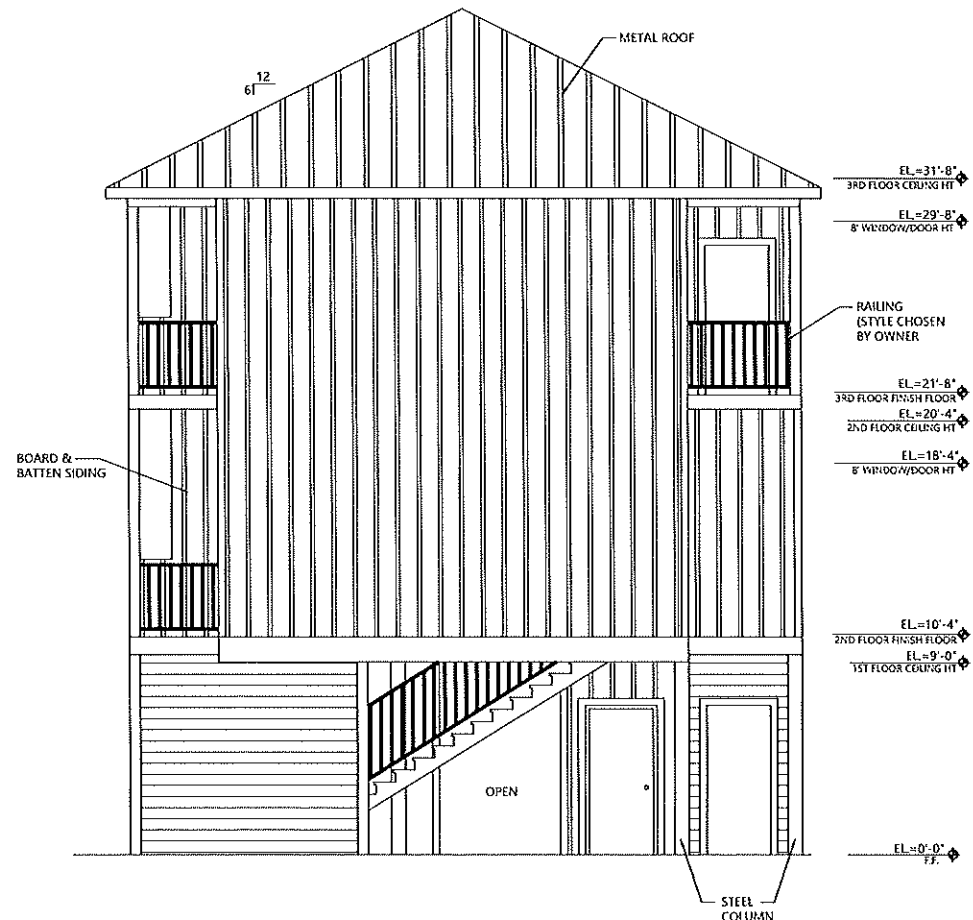 METAL ROOF
12
6
EL.=31'-8"
3RD FLOOR CEILING HT
EL.=29'-8"
8' WINDOW/DOOR HT
RAILING
(STYLE CHOSEN
BY OWNER
EL.=21'-8"
3RD FLOOR FINISH FLOOR
EL.=20'-4"
2ND FLOOR CEILING HT
BOARD &
BATTEN SIDING
EL.=18'-4"
8' WINDOW/DOOR HT
EL.=10'-4"
2ND FLOOR FINISH FLOOR
EL.=9'-0"
1ST FLOOR CEILING HT
OPEN
EL.=0'-0"
F.F.
STEEL
COLUMN